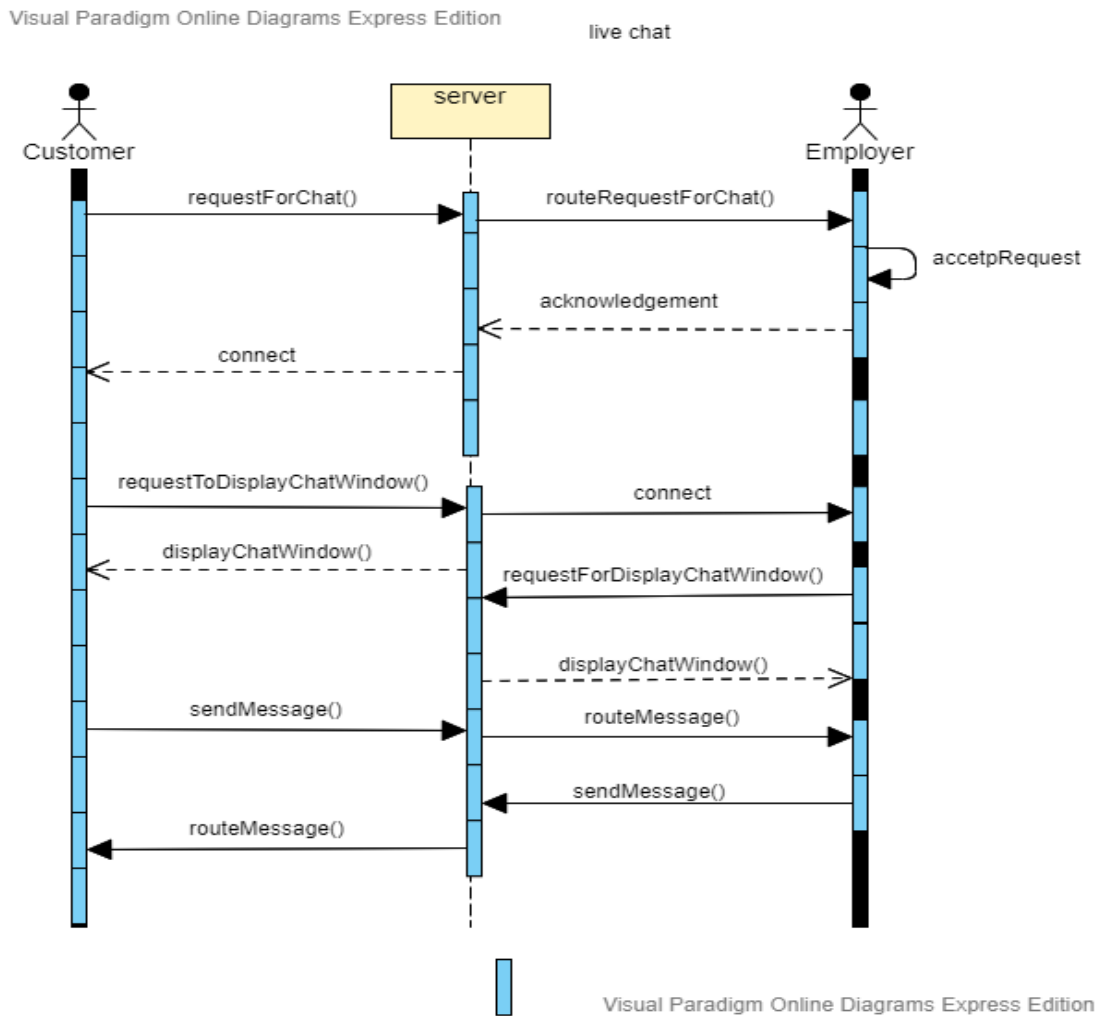 Visual Paradigm Online Diagrams Express Edition
live chat
server
Customer
Employer
requestForChat()
routeRequestForChat()
accetpRequest
acknowledgement
connect
requestToDisplayChatWindow()
connect
displayChatWindow()
requestForDisplayChatWindow()
displayChatWindow()
sendMessage()
routeMessage()
sendMessage()
routeMessage()
Visual Paradigm Online Diagrams Express Edition